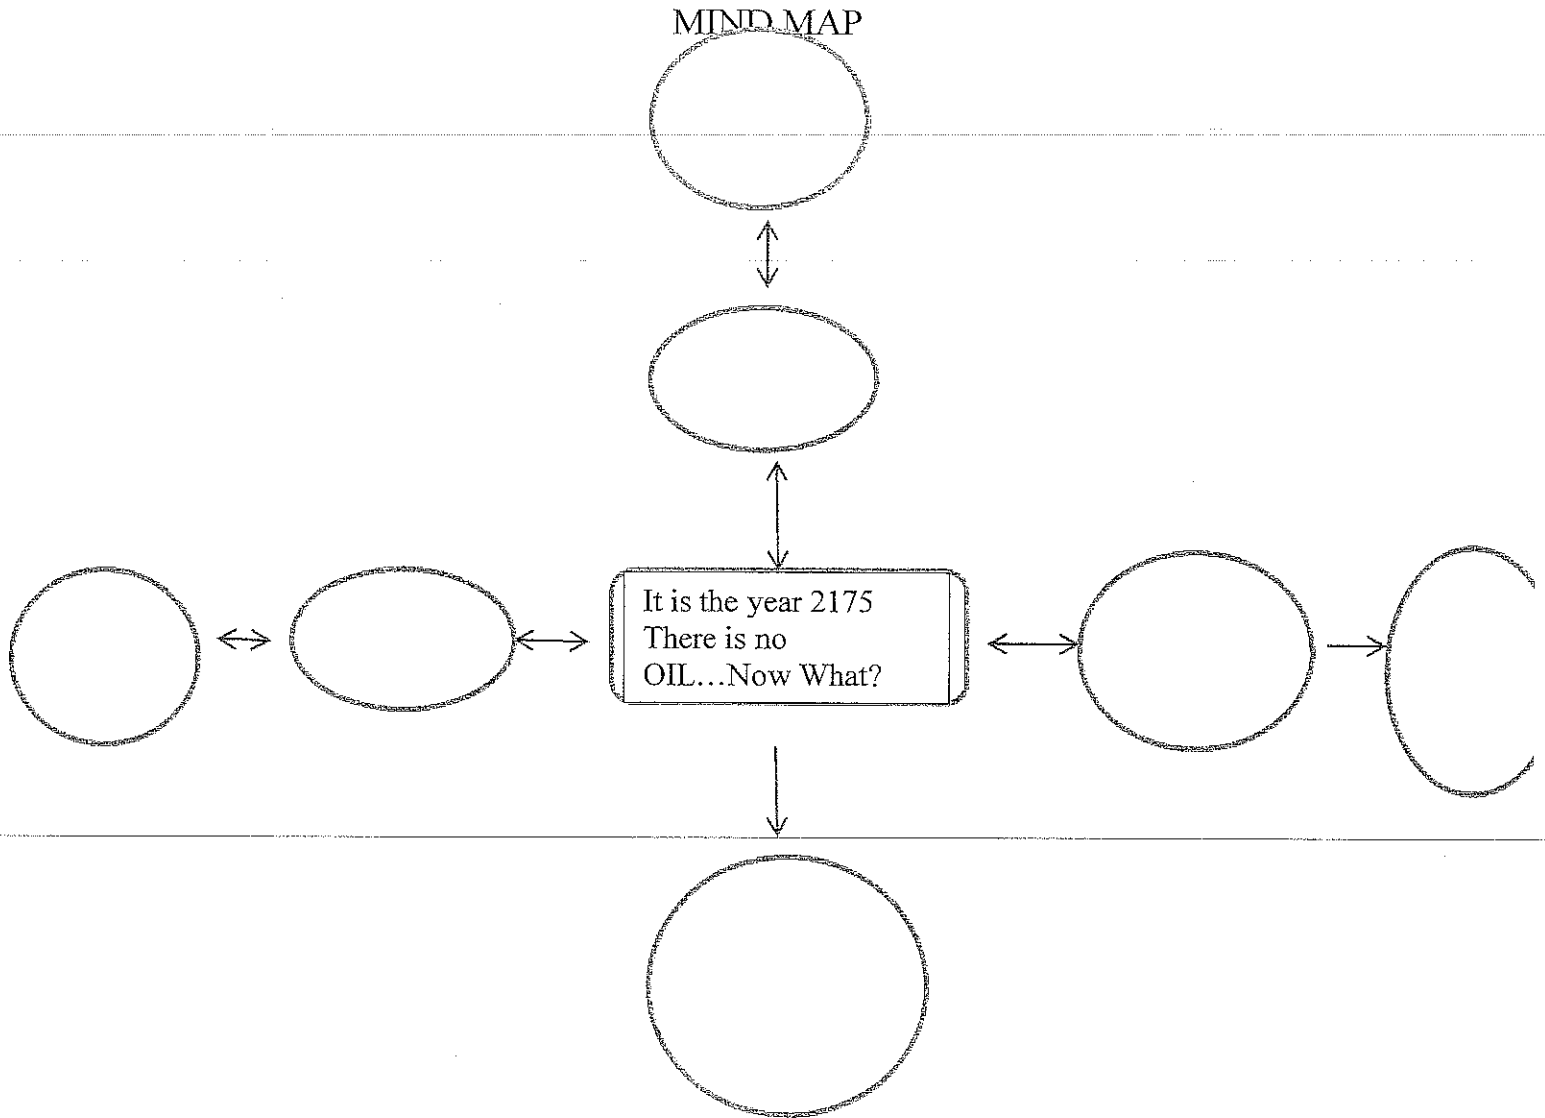 MIND MAP
It is the year 2175
There is no
OIL...Now What?